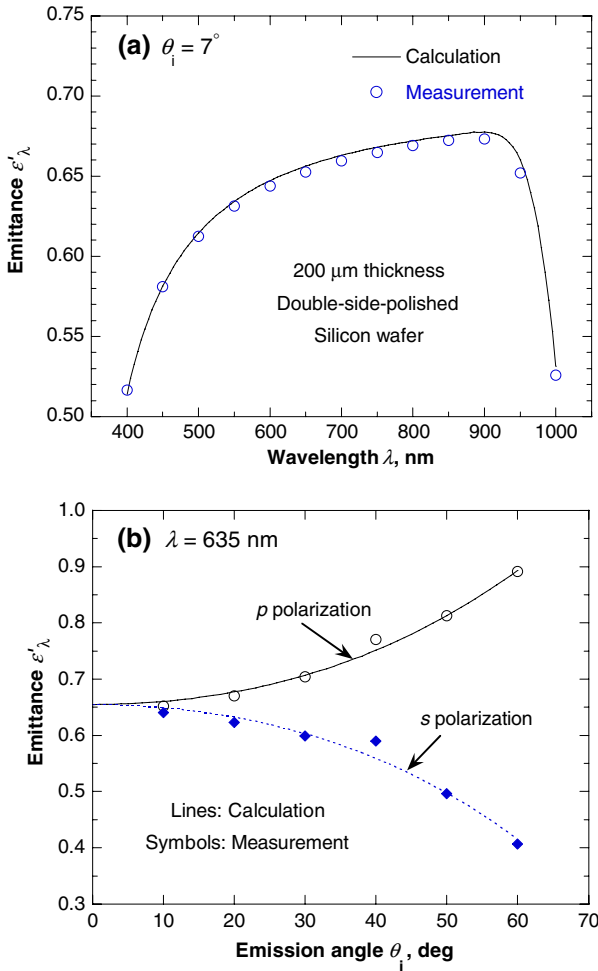 (a) θi = 7°
Calculation
Measurement
0.75
0.70
0.65
0.60
0.55
0.50
Emittance ε′λ
200 μm thickness
Double-side-polished
Silicon wafer
400 500 600 700 800 900 1000
Wavelength λ, nm
(b) λ = 635 nm
1.0
0.9
0.8
0.7
0.6
0.5
0.4
0.3
Emittance ε′λ
p polarization
s polarization
Lines: Calculation
Symbols: Measurement
0 10 20 30 40 50 60 70
Emission angle θi, deg